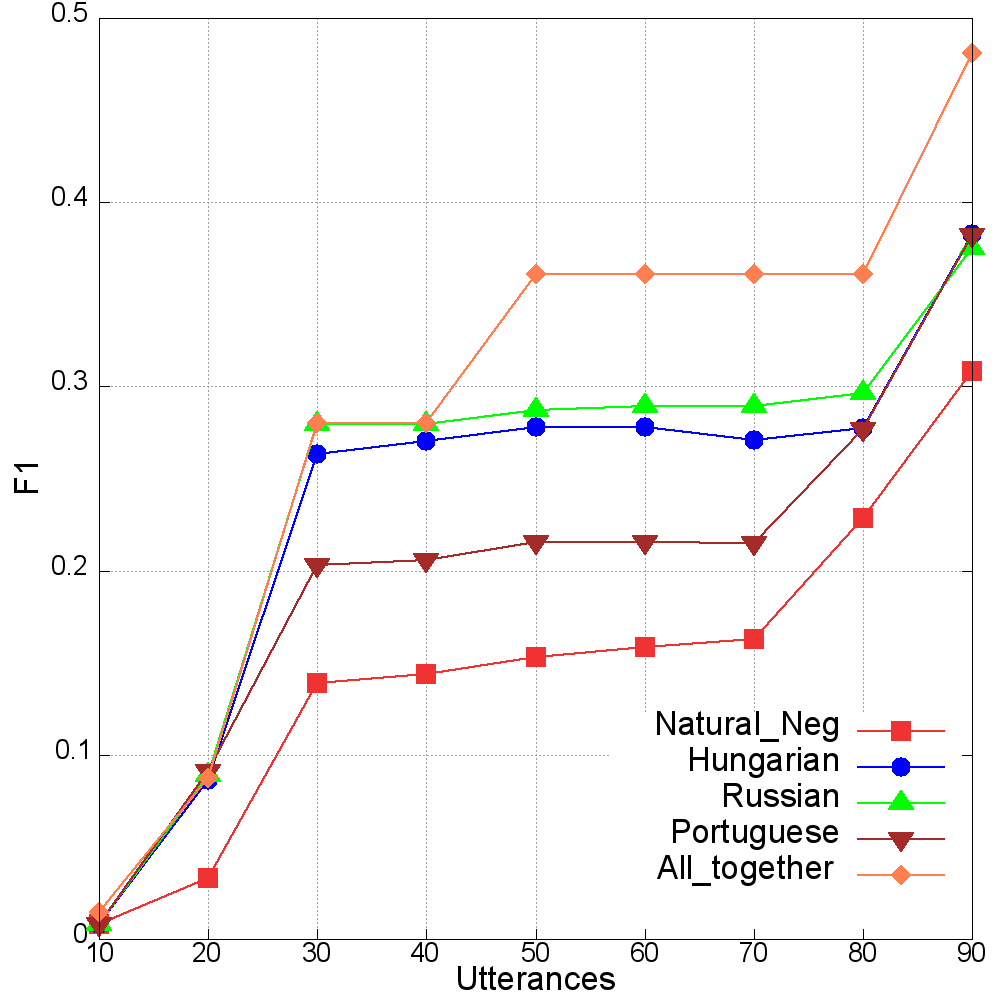 0.5
0.4
0.3
0.2
0.1
0
F1
10 20 30 40 50 60 70 80 90
Utterances
Natural_Neg
Hungarian
Russian
Portuguese
All_together